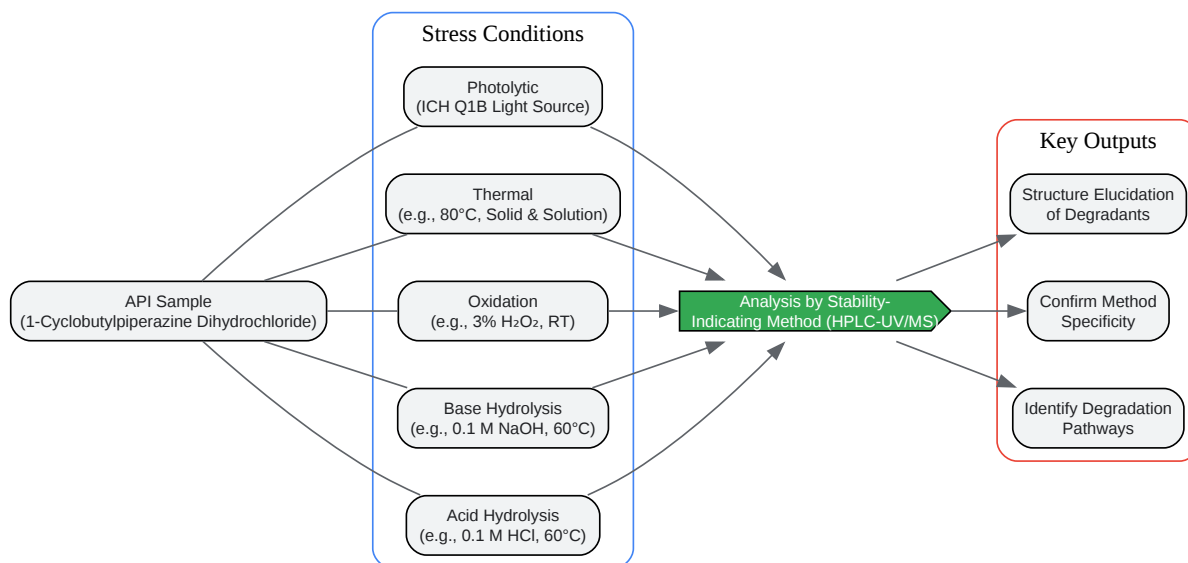 Stress Conditions
Photolytic
(ICH Q1B Light Source)
Thermal
(e.g., 80°C, Solid & Solution)
API Sample
(1-Cyclobutylpiperazine Dihydrochloride)
Oxidation
(e.g., 3% H₂O₂, RT)
Base Hydrolysis
(e.g., 0.1 M NaOH, 60°C)
Acid Hydrolysis
(e.g., 0.1 M HCl, 60°C)
Analysis by Stability-
Indicating Method (HPLC-UV/MS)
Key Outputs
Structure Elucidation
of Degradants
Confirm Method
Specificity
Identify Degradation
Pathways